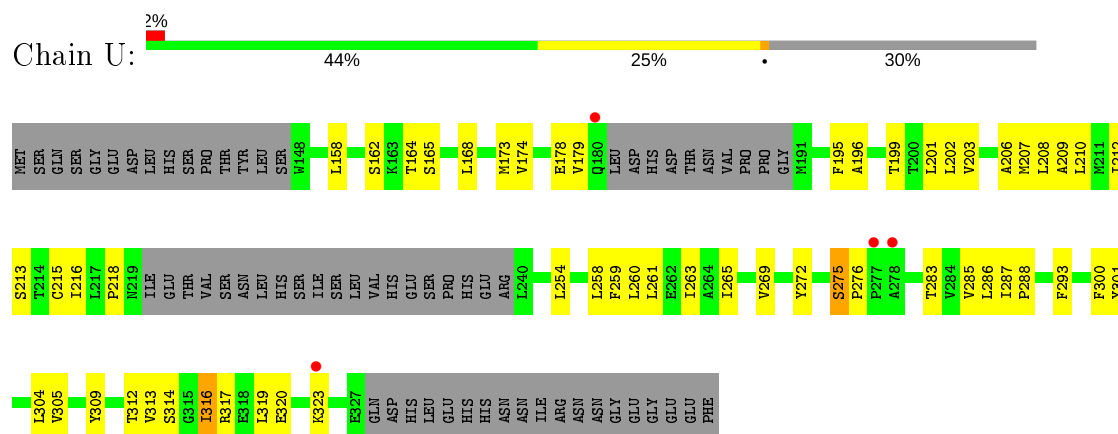 2%
Chain U:
44% 25% • 30%
MET SER GLN SER GLY GLU ASP LEU HIS SER PRO THR TYR LEU SER W148 L158 S162 K163 T164 S165 L168 M173 V174 E178 V179 Q180 LEU ASP HIS ASP THR ASN VAL PRO PRO GLY M191 F195 A196 T199 T200 L201 L202 V203 A206 M207 L208 A209 L210 M211 I212
S213 T214 C215 I216 L217 P218 N219 ILE GLU THR VAL SER ASN LEU HIS SER ILE SER LEU VAL HIS GLU SER PRO HIS GLU ARG L240 L254 L258 F259 L260 L261 E262 I263 A264 I265 V269 Y272 S275 P276 P277 A278 T283 V284 V285 L286 I287 P288 F293 F300 Y301
L304 V305 Y309 T312 V313 S314 G315 I316 R317 E318 L319 E320 K323 E327 GLN ASP HIS LEU GLU HIS HIS ASN ASN ILE ARG ASN ASN GLY GLU GLY GLU GLU PHE